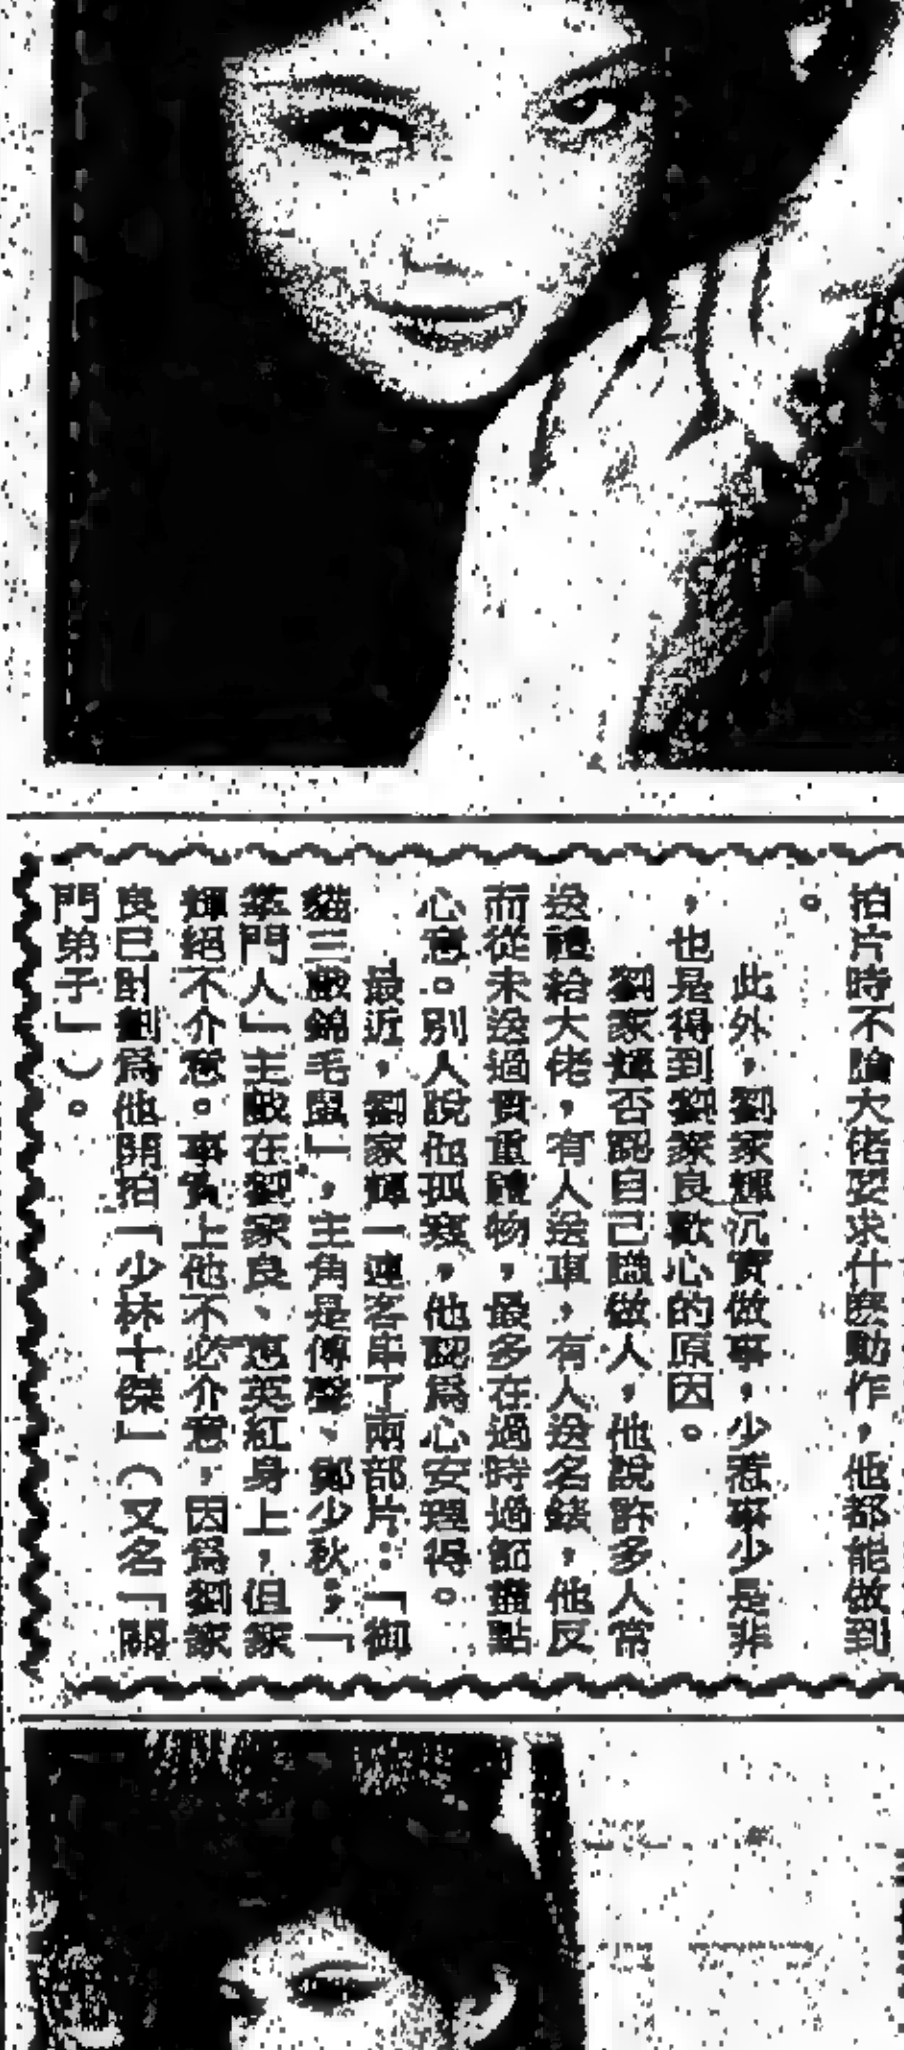 拍片時不論大佬要求什麽動作，他都能做到
。
此外，劉家輝沉實做事，少惹麻少是非
，也是得到劉家良歡心的原因。
劉家輝否認自己識做人，他說許多人常
送禮給大佬，有人送車，有人送名錶，他反
而從未送過貴重禮物，最多在過時過節盡點
心意。別人說他孤寒，他認爲心安理得。
最近，劉家輝一連客串了兩部片：「御
貓三戲錦毛鼠」，主角是傅聲、鄭少秋；「
掌門人」主戲在劉家良、惠英紅身上，但家
輝絕不介意。事實上他不必介意，因爲劉家
良已計劃爲他開拍「少林十傑」（又名「關
門弟子」）。